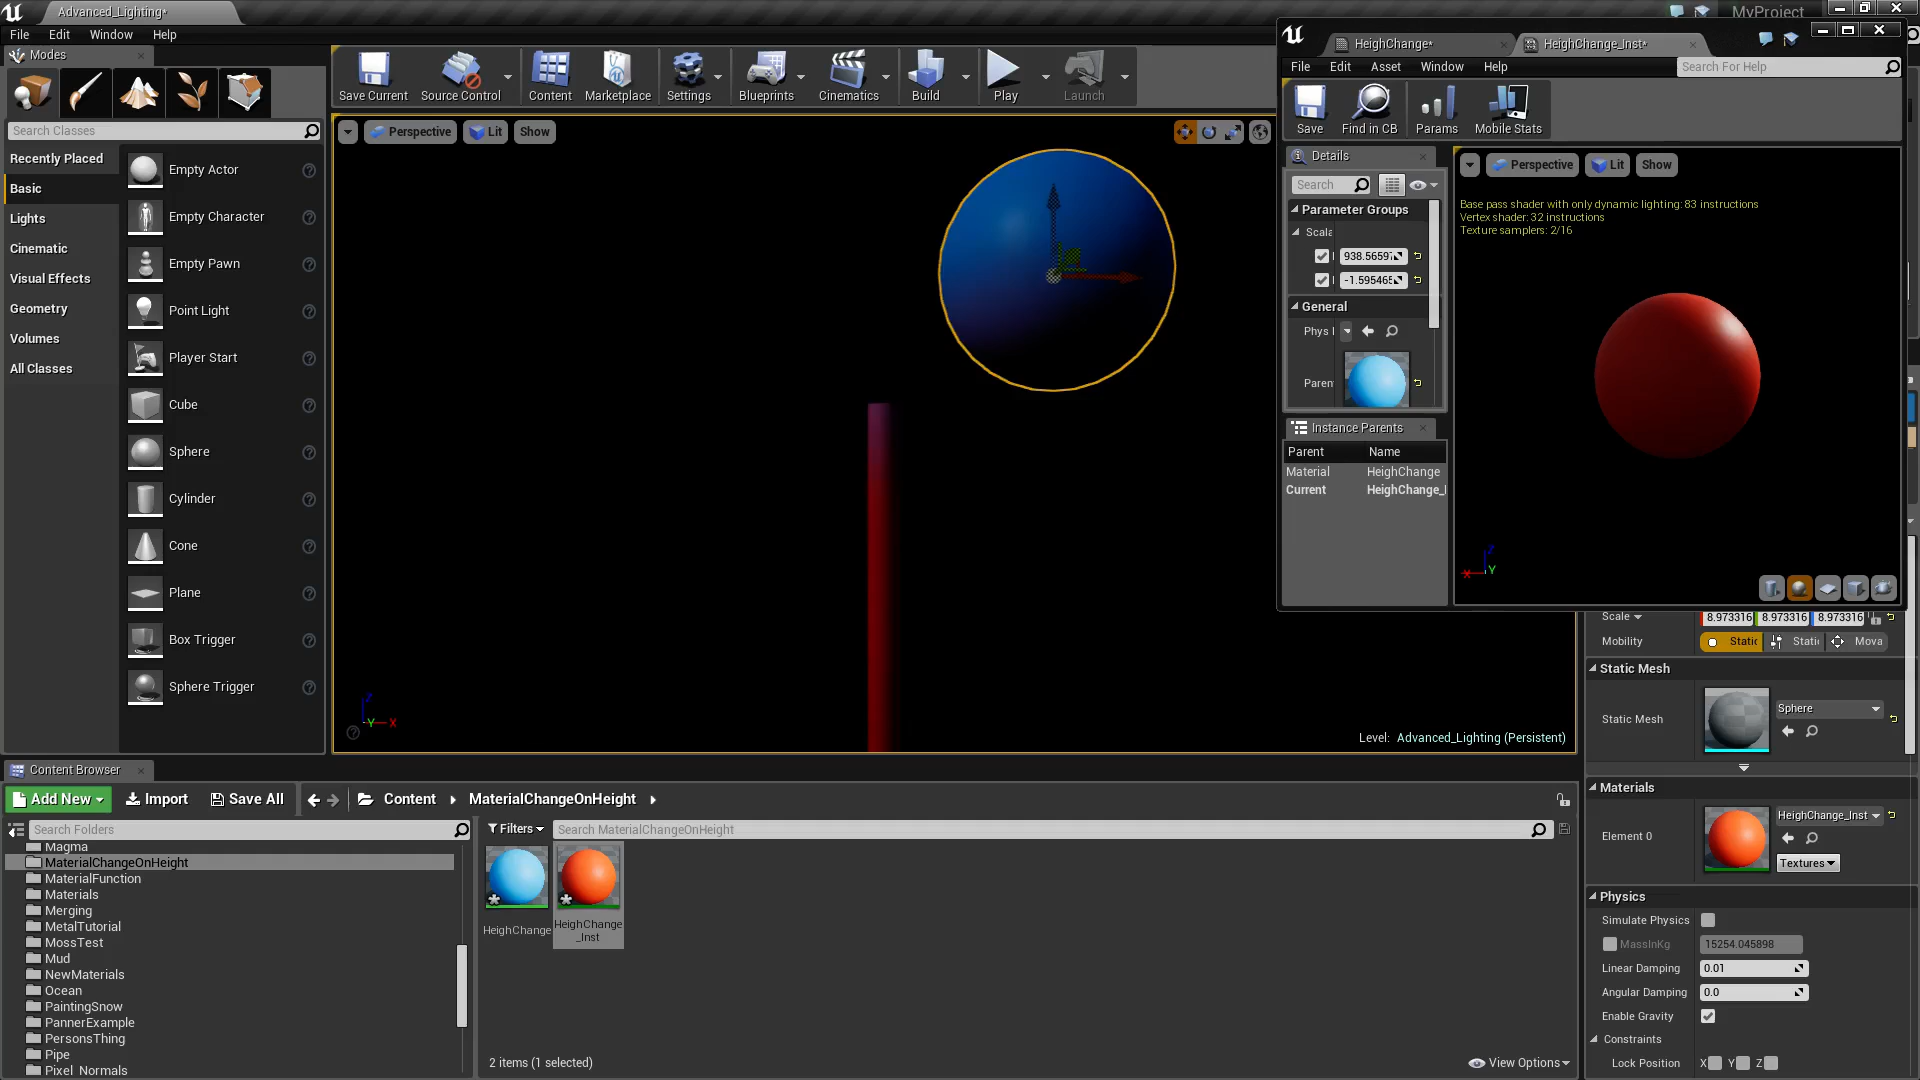 Advanced_Lighting*
MyProject
File Edit Window Help
Modes
Search Classes
Recently Placed
Basic
Lights
Cinematic
Visual Effects
Geometry
Volumes
All Classes
Empty Actor
Empty Character
Empty Pawn
Point Light
Player Start
Cube
Sphere
Cylinder
Cone
Plane
Box Trigger
Sphere Trigger
Save Current Source Control Content Marketplace Settings Blueprints Cinematics Build Play Launch
Perspective Lit Show
Z
Y X
Level: Advanced_Lighting (Persistent)
HeighChange* HeighChange_Inst*
File Edit Asset Window Help
Search For Help
Save Find in CB Params Mobile Stats
Details
Search
Parameter Groups
Scala
938.56597
-1.595465
General
Phys
Paren
Instance Parents
Parent Name
Material HeighChange
Current HeighChange_
Perspective Lit Show
Base pass shader with only dynamic lighting: 83 instructions
Vertex shader: 32 instructions
Texture samplers: 2/16
Z
X Y
Scale 8.973316 8.973316 8.973316
Mobility Static Static Mova
Static Mesh
Static Mesh Sphere
Materials
Element 0 HeighChange_Inst
Textures
Physics
Simulate Physics
MassInKg 15254.045898
Linear Damping 0.01
Angular Damping 0.0
Enable Gravity
Constraints
Lock Position X Y Z
Content Browser
Add New Import Save All Content MaterialChangeOnHeight
Search Folders
Magma
MaterialChangeOnHeight
MaterialFunction
Materials
Merging
MetalTutorial
MossTest
Mud
NewMaterials
Ocean
PaintingSnow
PannerExample
PersonsThing
Pipe
Pixel_Normals
Filters Search MaterialChangeOnHeight
HeighChange
HeighChange
_Inst
2 items (1 selected)
View Options